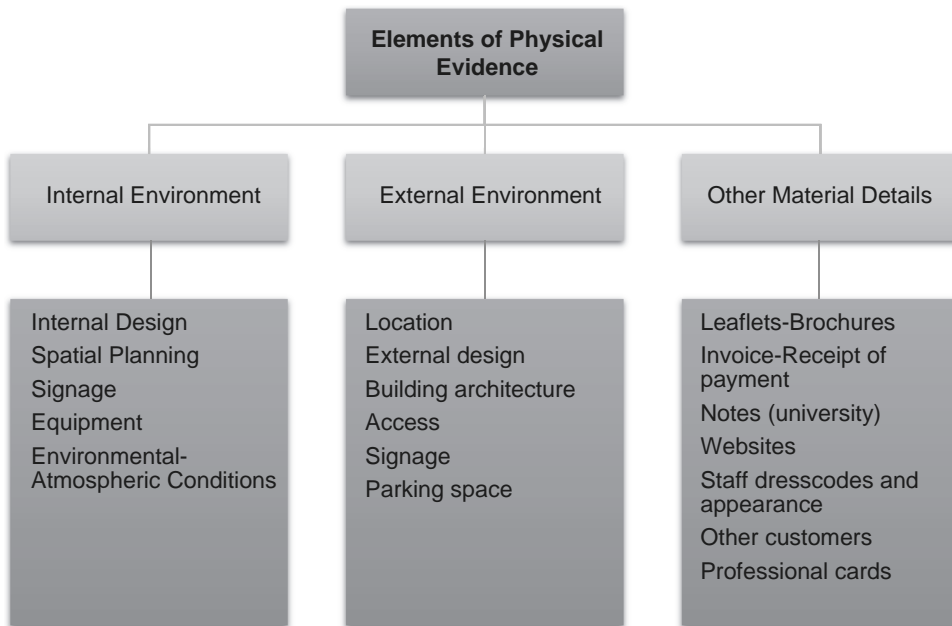 Elements of Physical
Evidence
Internal Environment
External Environment
Other Material Details
Internal Design
Spatial Planning
Signage
Equipment
Environmental-
Atmospheric Conditions
Location
External design
Building architecture
Access
Signage
Parking space
Leaflets-Brochures
Invoice-Receipt of
payment
Notes (university)
Websites
Staff dresscodes and
appearance
Other customers
Professional cards